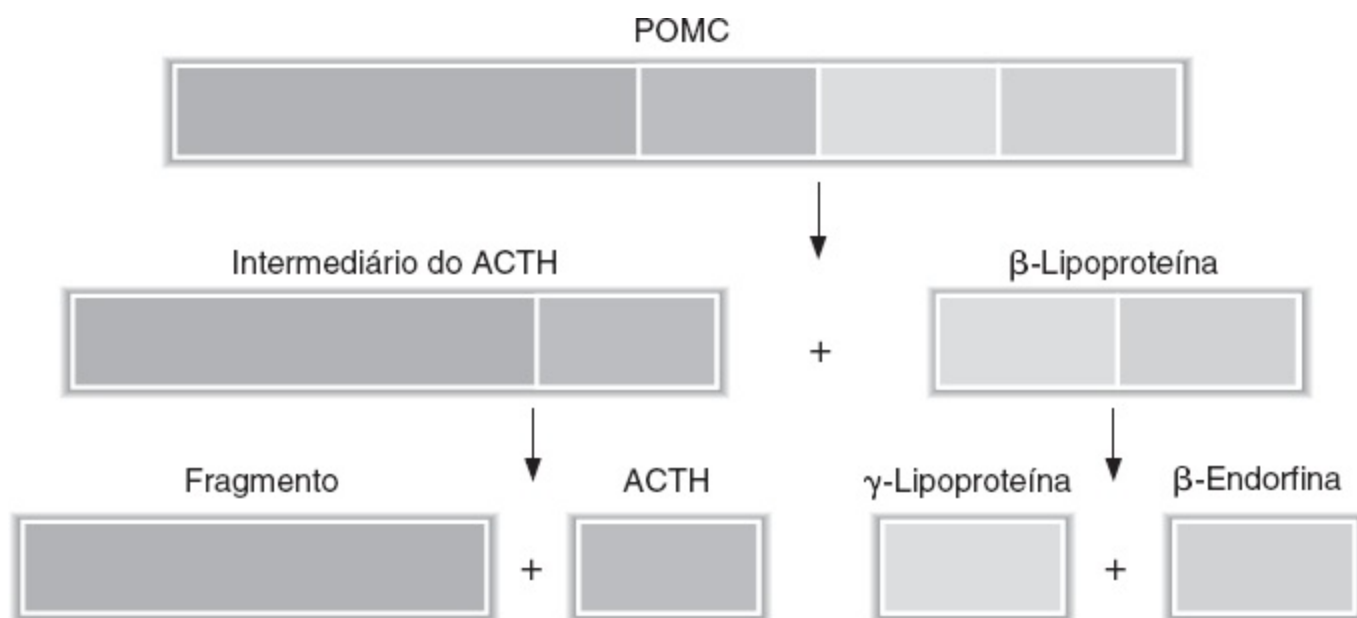 POMC
Intermediário do ACTH
β-Lipoproteína
+
Fragmento
ACTH
γ-Lipoproteína
β-Endorfina
+
+